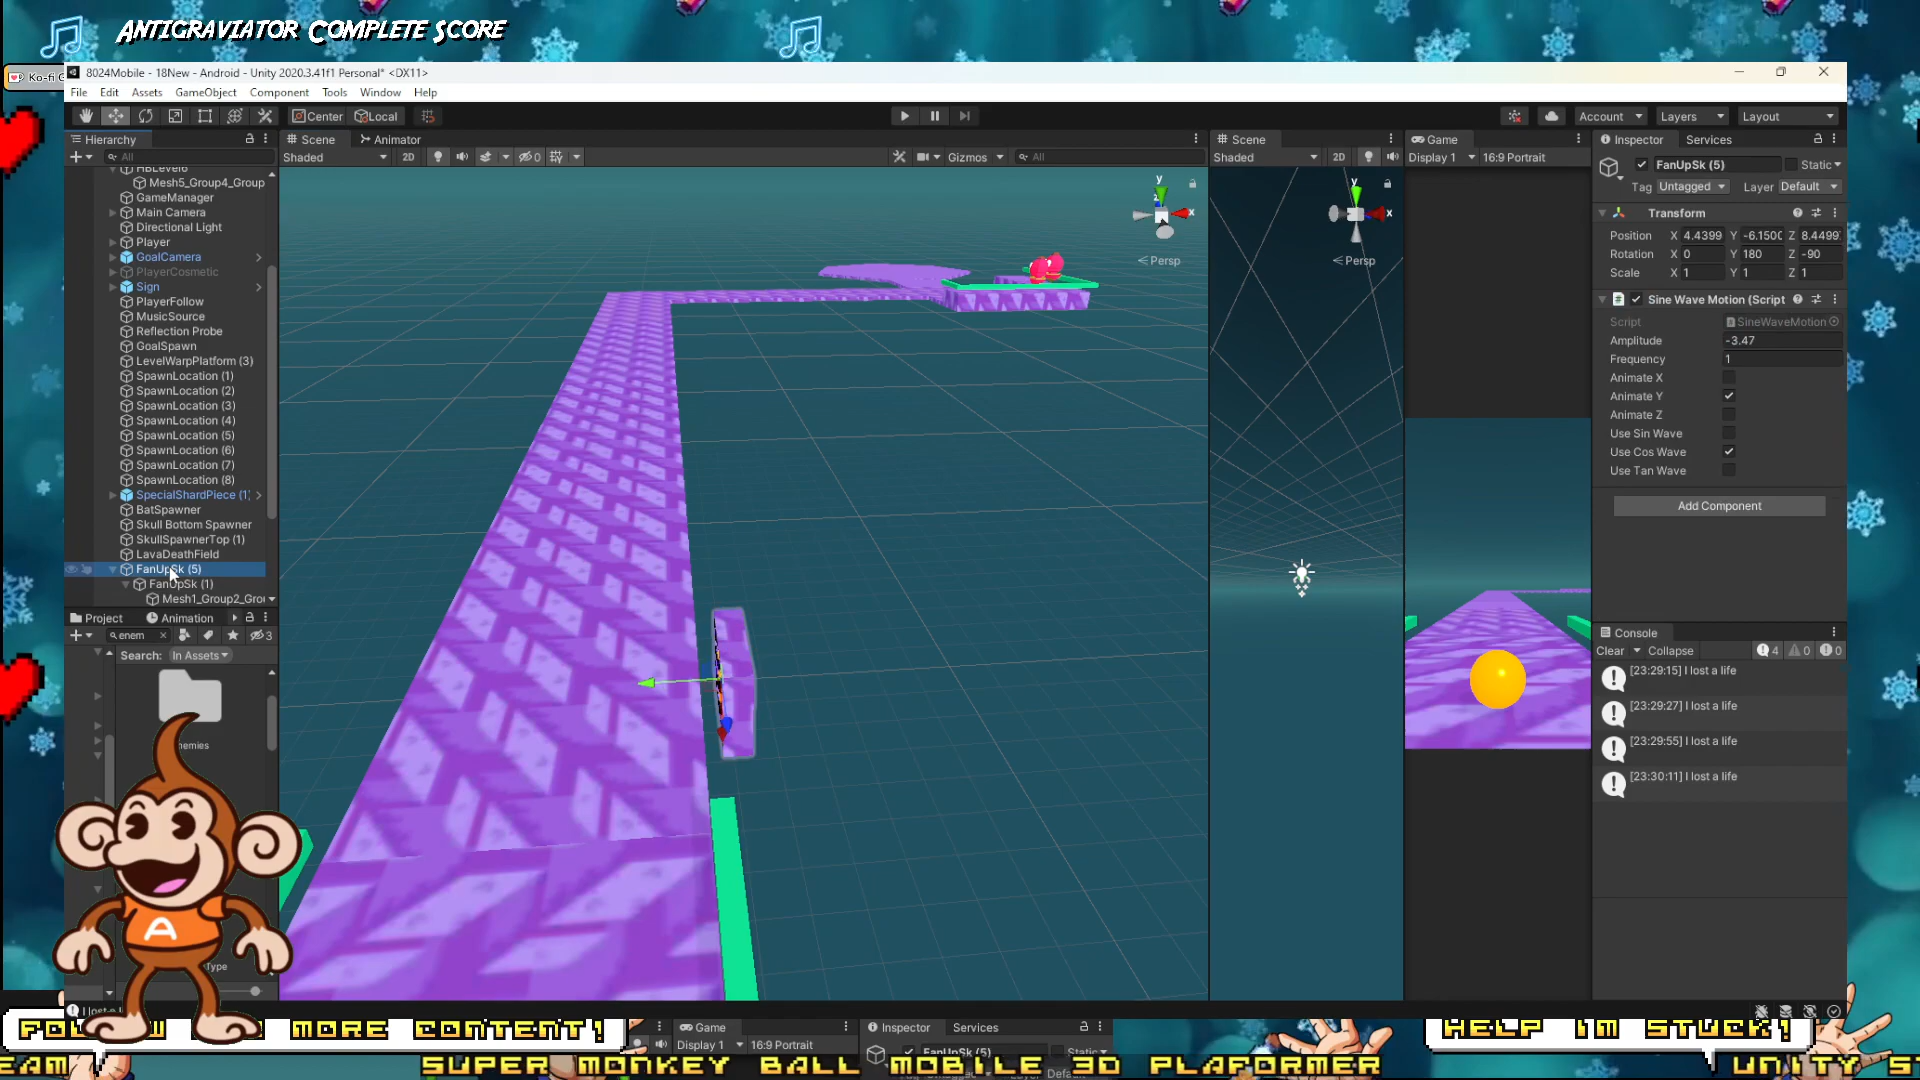 Antigraviator Complete Score
Ko-fi
8024Mobile - 18New - Android - Unity 2020.3.41f1 Personal* <DX11>
File Edit Assets GameObject Component Tools Window Help
Center Local
Account Layers Layout
Hierarchy
Scene Animator
Scene Game
Inspector Services
All
Shaded 2D 0 Gizmos All
Shaded 2D
Display 1 16:9 Portrait
FanUpSk (5) Static
Tag Untagged Layer Default
Mesh5_Group4_Group
GameManager
Main Camera
Directional Light
Player
GoalCamera
PlayerCosmetic
Sign
PlayerFollow
MusicSource
Reflection Probe
GoalSpawn
LevelWarpPlatform (3)
SpawnLocation (1)
SpawnLocation (2)
SpawnLocation (3)
SpawnLocation (4)
SpawnLocation (5)
SpawnLocation (6)
SpawnLocation (7)
SpawnLocation (8)
SpecialShardPiece (1)
BatSpawner
Skull Bottom Spawner
SkullSpawnerTop (1)
LavaDeathField
FanUpSk (5)
FanUpSk (1)
Mesh1_Group2_Grou
y x
< Persp
y x
< Persp
Transform
Position X 4.4399 Y -6.1500 Z 8.4499
Rotation X 0 Y 180 Z -90
Scale X 1 Y 1 Z 1
Sine Wave Motion (Script
Script SineWaveMotion
Amplitude -3.47
Frequency 1
Animate X
Animate Y
Animate Z
Use Sin Wave
Use Cos Wave
Use Tan Wave
Add Component
Project Animation
enem 3
Search: In Assets
A
Console
Clear Collapse 4 0 0
[23:29:15] I lost a life
[23:29:27] I lost a life
[23:29:55] I lost a life
[23:30:11] I lost a life
MORE CONTENT!
Game
Display 1 16:9 Portrait
Inspector Services
FanUpSk (5) Static
HELP IM STUCK!
SUPER MONKEY BALL MOBILE 3D PLAFORMER